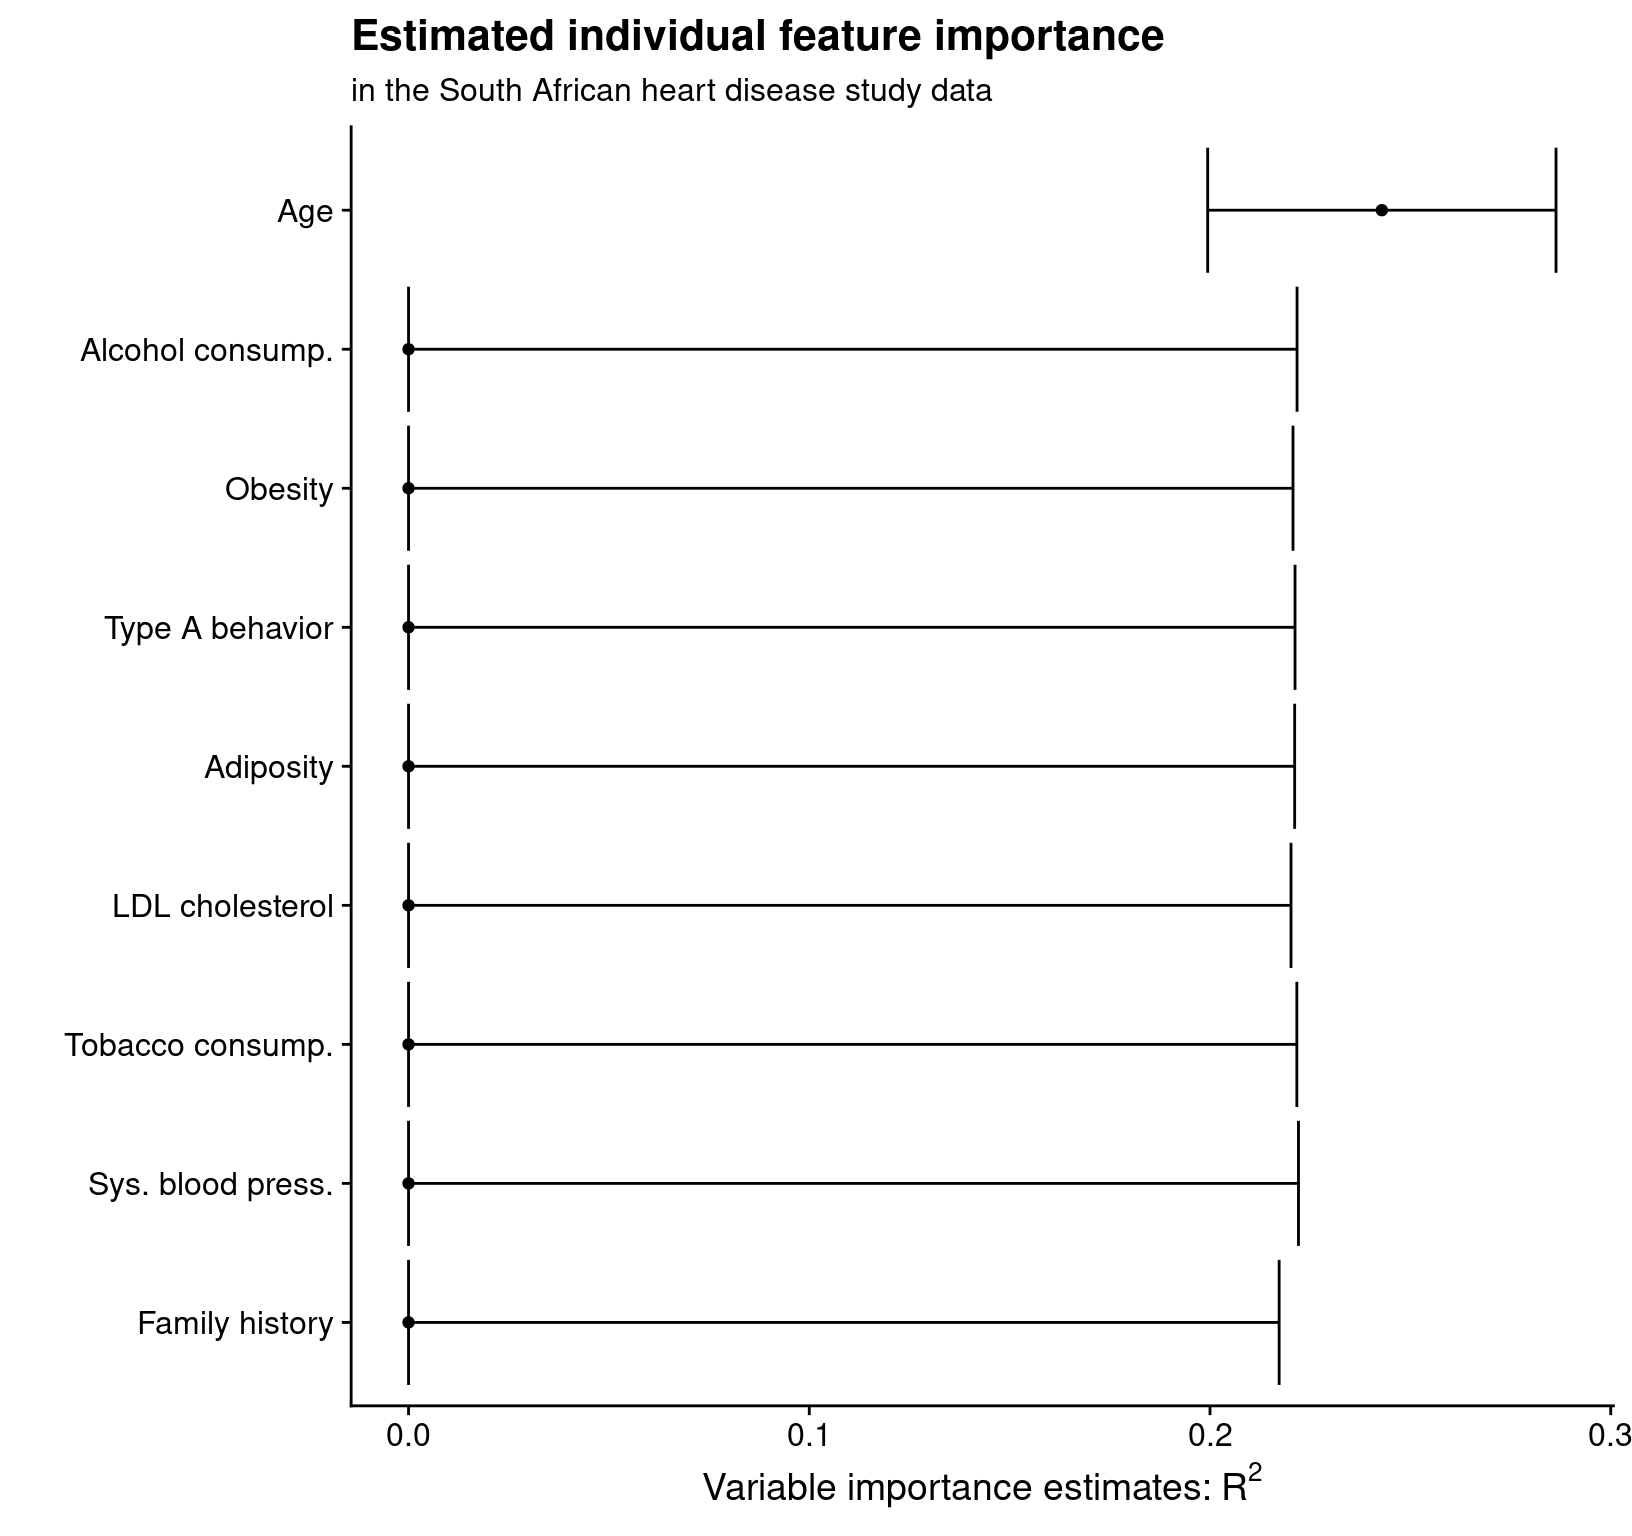 Estimated individual feature importance
in the South African heart disease study data
Age
Alcohol consump.
Obesity
Type A behavior
Adiposity
LDL cholesterol
Tobacco consump.
Sys. blood press.
Family history
0.0 0.1 0.2 0.3
Variable importance estimates: R²